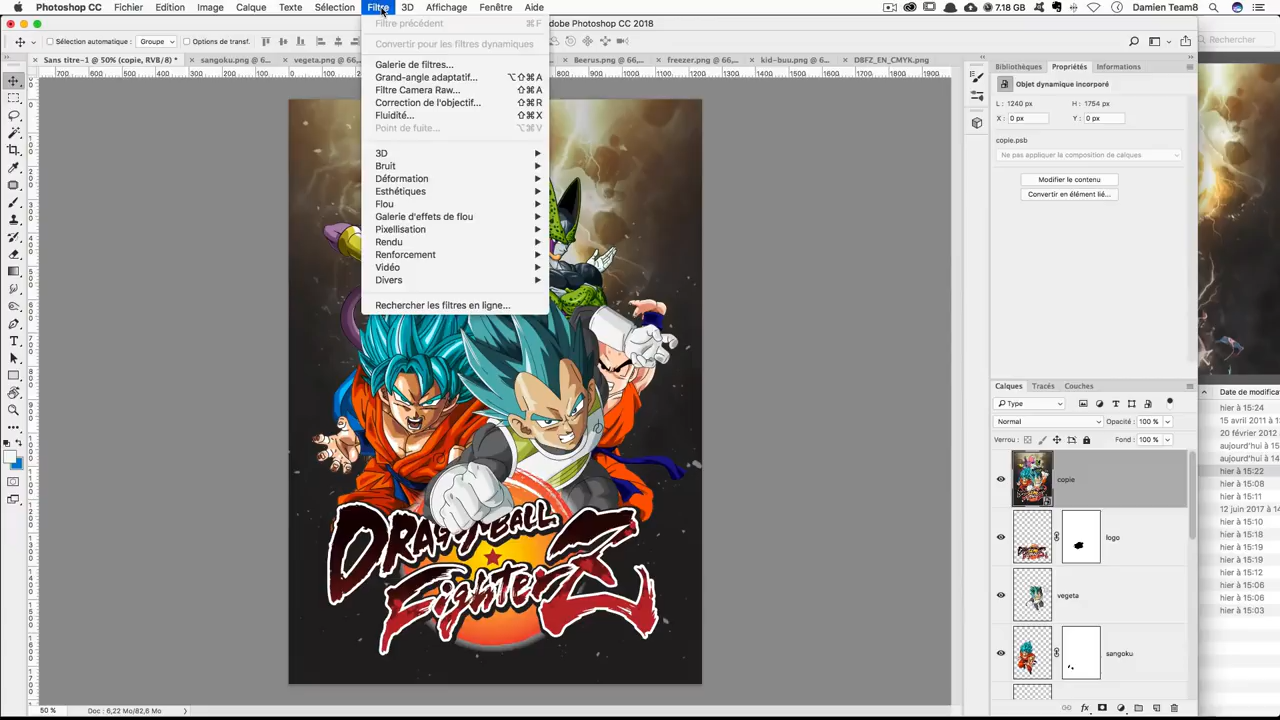 Photoshop CC Fichier Edition Image Calque Texte Sélection Filtre 3D Affichage Fenêtre Aide
7.18 Go Damien Team8
Adobe Photoshop CC 2018
Sélection automatique : Groupe Options de transf.
Rechercher
Sans titre-1 @ 50% (copie, RVB/8) * sangoku.png @ 66,... vegeta.png @ 66,... Beerus.png @ 66,... freezer.png @ 66,... kid-buu.png @ 6... DBFZ_EN_CMYK.png
Filtre précédent ⌘F
Convertir pour les filtres dynamiques
Galerie de filtres...
Grand-angle adaptatif... ⌥⇧⌘A
Filtre Camera Raw... ⇧⌘A
Correction de l'objectif... ⇧⌘R
Fluidité... ⇧⌘X
Point de fuite... ⌥⌘V
3D
Bruit
Déformation
Esthétiques
Flou
Galerie d'effets de flou
Pixellisation
Rendu
Renforcement
Vidéo
Divers
Rechercher les filtres en ligne...
Bibliothèques Propriétés Informations
Objet dynamique incorporé
L : 1240 px H : 1754 px
X : 0 px Y : 0 px
copie.psb
Ne pas appliquer la composition de calques
Modifier le contenu
Convertir en élément lié...
Calques Tracés Couches
Type
Normal Opacité : 100 %
Verrou : Fond : 100 %
copie
logo
vegeta
sangoku
Date de modificat
hier à 15:24
15 avril 2011 à
20 février 2012
aujourd'hui à 15
aujourd'hui à 14
hier à 15:22
hier à 15:08
hier à 15:11
12 juin 2017 à 14
hier à 15:18
hier à 15:19
hier à 15:19
hier à 15:12
hier à 15:06
hier à 15:06
hier à 15:03
DRAGON BALL
FighterZ
50 % Doc : 6,22 Mo/82,6 Mo